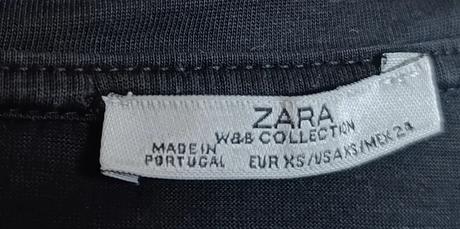 ZARA
W&B COLLECTION
MADE IN
PORTUGAL
EUR XS/USA XS/MEX 24